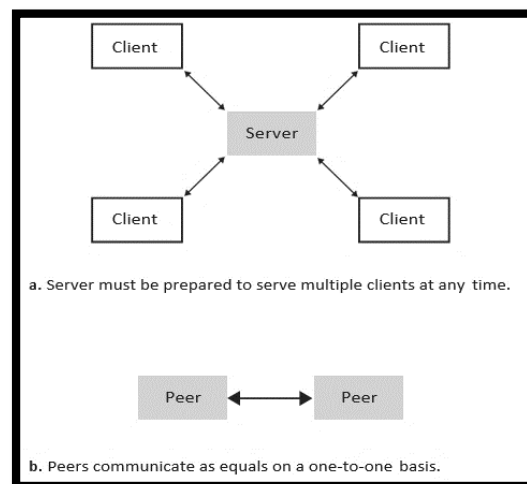 Client
Client
Server
Client
Client
a. Server must be prepared to serve multiple clients at any time.
Peer
Peer
b. Peers communicate as equals on a one-to-one basis.